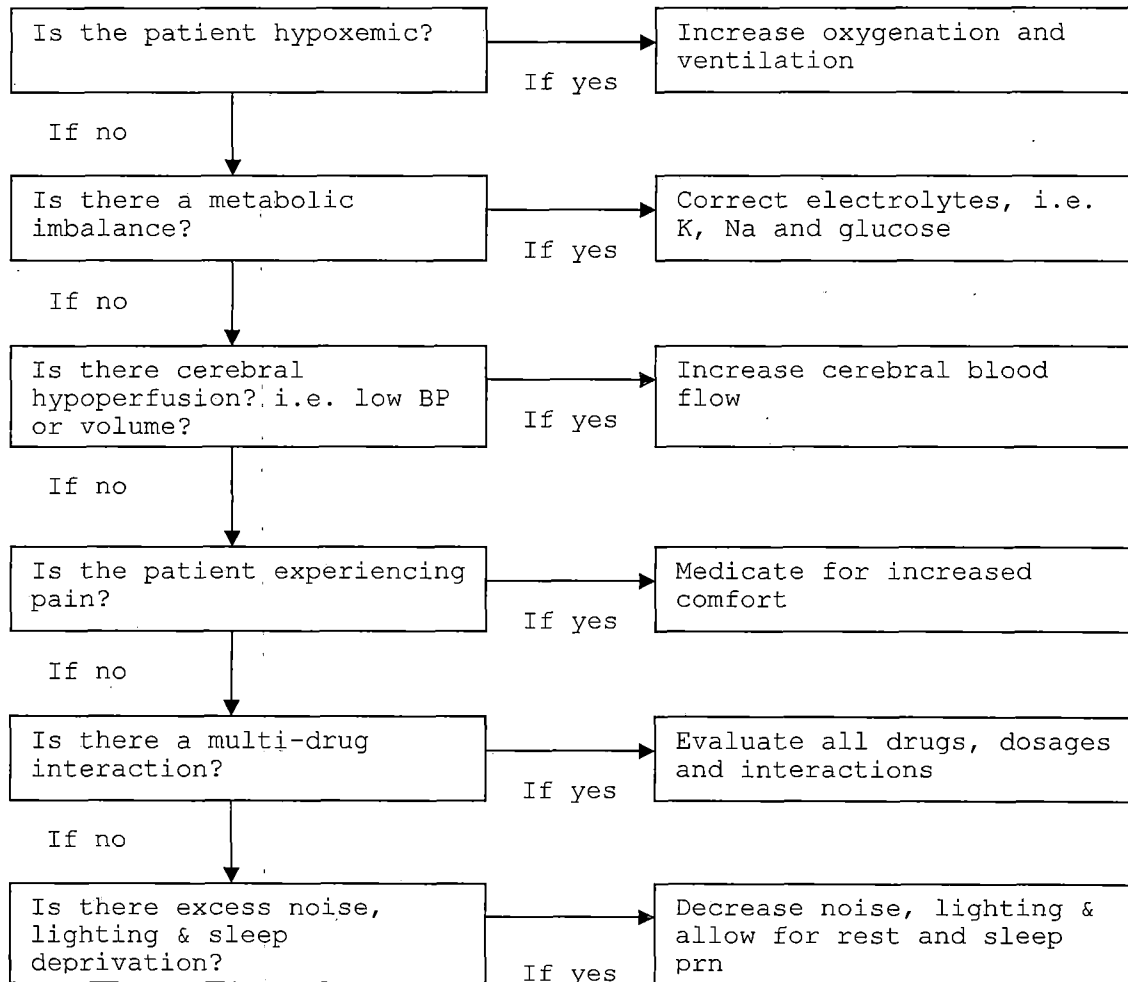 Is the patient hypoxemic?
If yes
Increase oxygenation and
ventilation
If no
Is there a metabolic
imbalance?
If yes
Correct electrolytes, i.e.
K, Na and glucose
If no
Is there cerebral
hypoperfusion? i.e. low BP
or volume?
If yes
Increase cerebral blood
flow
If no
Is the patient experiencing
pain?
If yes
Medicate for increased
comfort
If no
Is there a multi-drug
interaction?
If yes
Evaluate all drugs, dosages
and interactions
If no
Is there excess noise,
lighting & sleep
deprivation?
If yes
Decrease noise, lighting &
allow for rest and sleep
prn